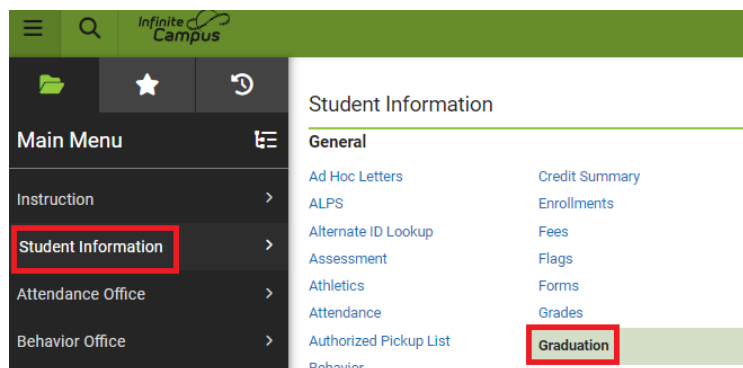 Infinite
Campus
Main Menu
Instruction
Student Information
Attendance Office
Behavior Office
Student Information
General
Ad Hoc Letters
ALPS
Alternate ID Lookup
Assessment
Athletics
Attendance
Authorized Pickup List
Behavior
Credit Summary
Enrollments
Fees
Flags
Forms
Grades
Graduation